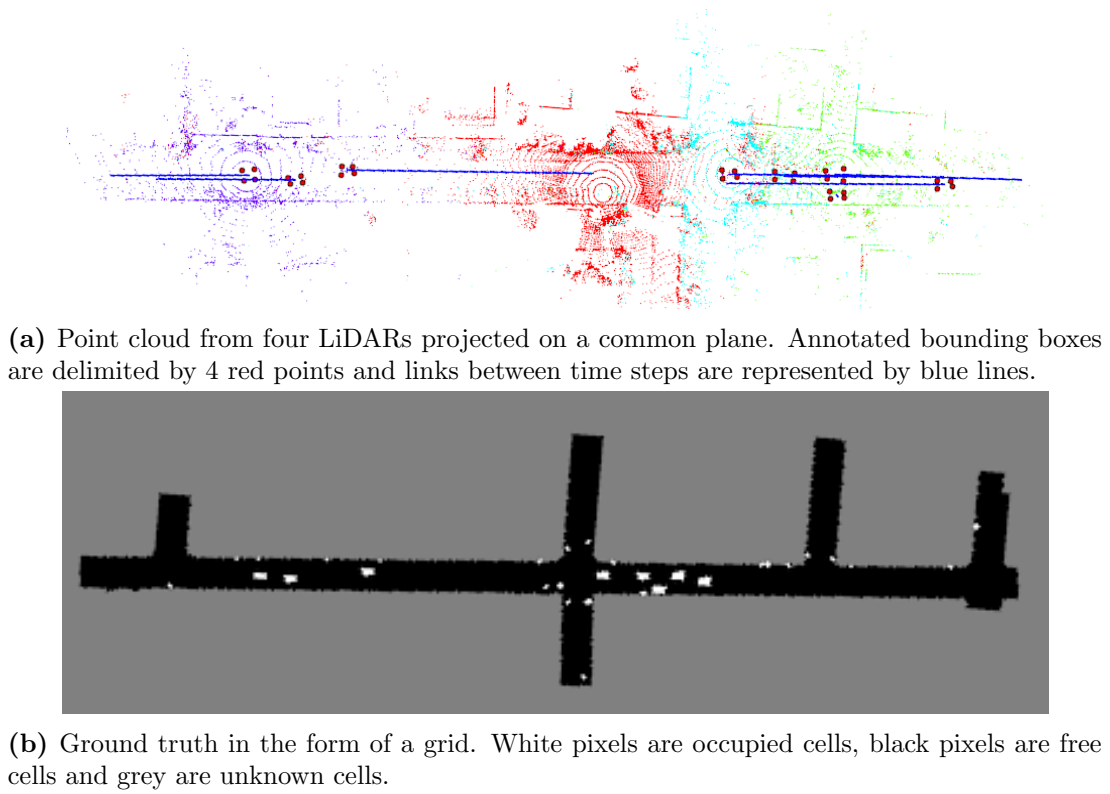 (a) Point cloud from four LiDARs projected on a common plane. Annotated bounding boxes
are delimited by 4 red points and links between time steps are represented by blue lines.
(b) Ground truth in the form of a grid. White pixels are occupied cells, black pixels are free
cells and grey are unknown cells.